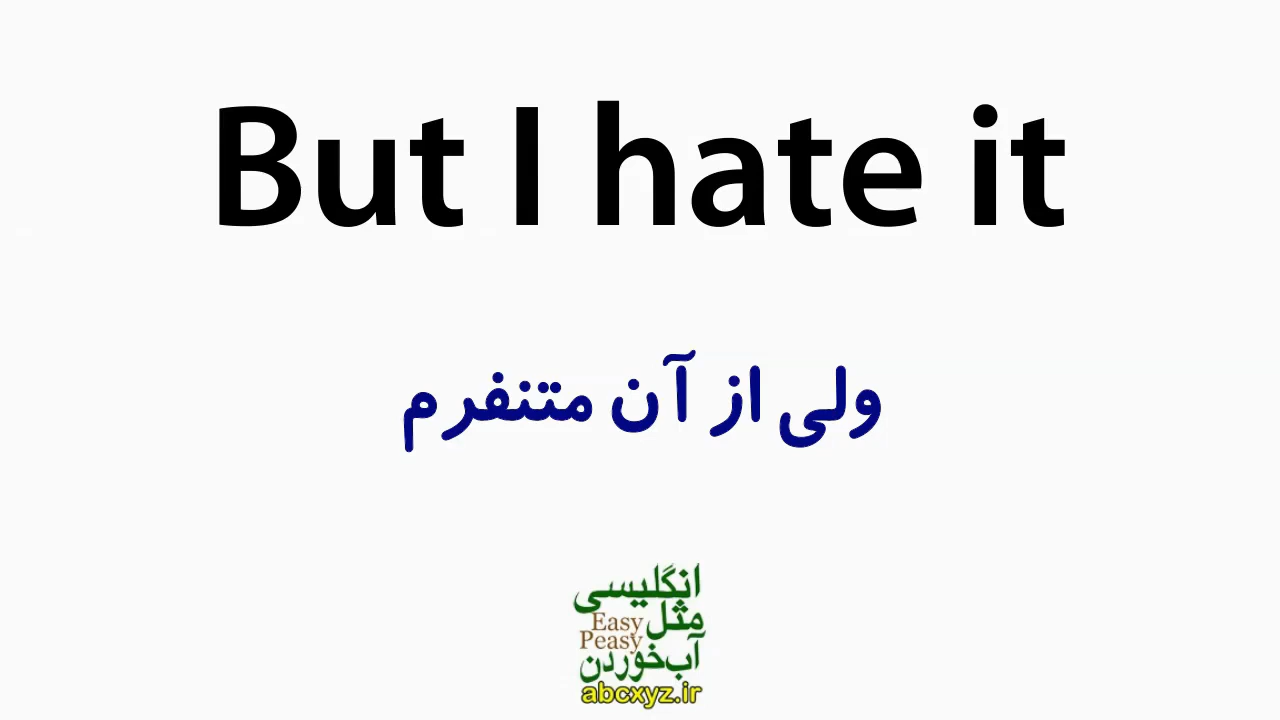 But I hate it
ولی از آن متنفرم
انگلیسی
مثل
Easy
Peasy
آب‌خوردن
abcxyz.ir